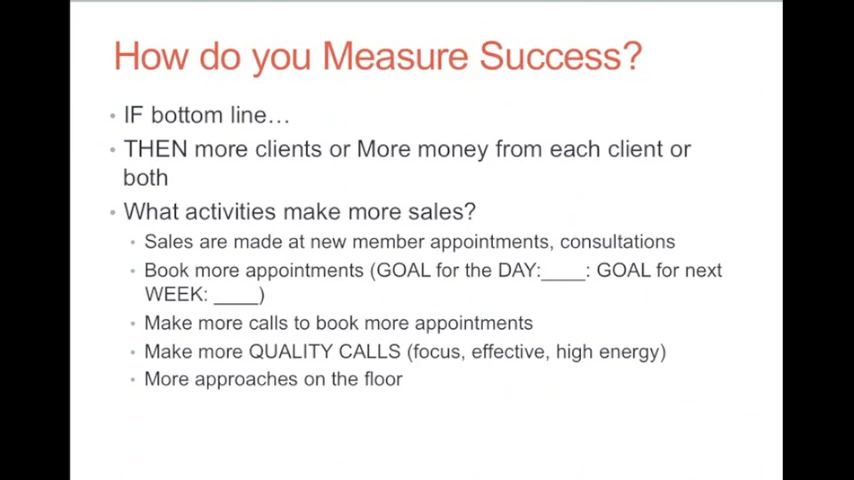 How do you Measure Success?
• IF bottom line…
• THEN more clients or More money from each client or
both
• What activities make more sales?
• Sales are made at new member appointments, consultations
• Book more appointments (GOAL for the DAY:____: GOAL for next
WEEK: ____)
• Make more calls to book more appointments
• Make more QUALITY CALLS (focus, effective, high energy)
• More approaches on the floor